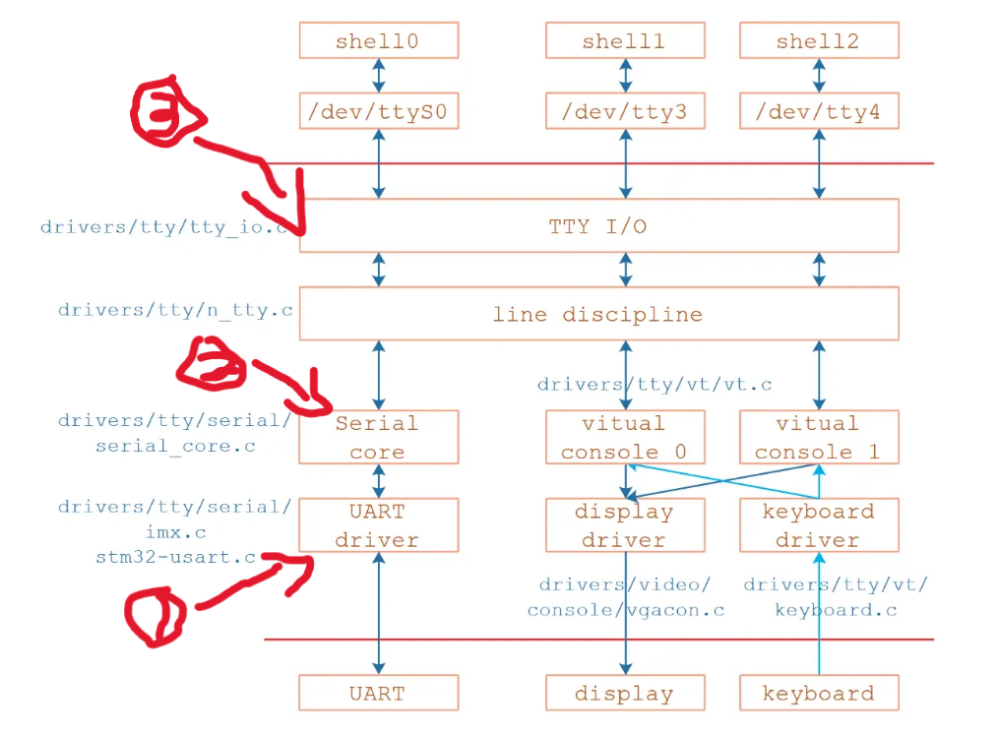 shell0
shell1
shell2
/dev/ttyS0
/dev/tty3
/dev/tty4
3
drivers/tty/tty_io.c
TTY I/O
drivers/tty/n_tty.c
line discipline
2
drivers/tty/vt/vt.c
drivers/tty/serial/
serial_core.c
Serial
core
vitual
console 0
vitual
console 1
drivers/tty/serial/
imx.c
stm32-usart.c
UART
driver
display
driver
keyboard
driver
1
drivers/video/
console/vgacon.c
drivers/tty/vt/
keyboard.c
UART
display
keyboard